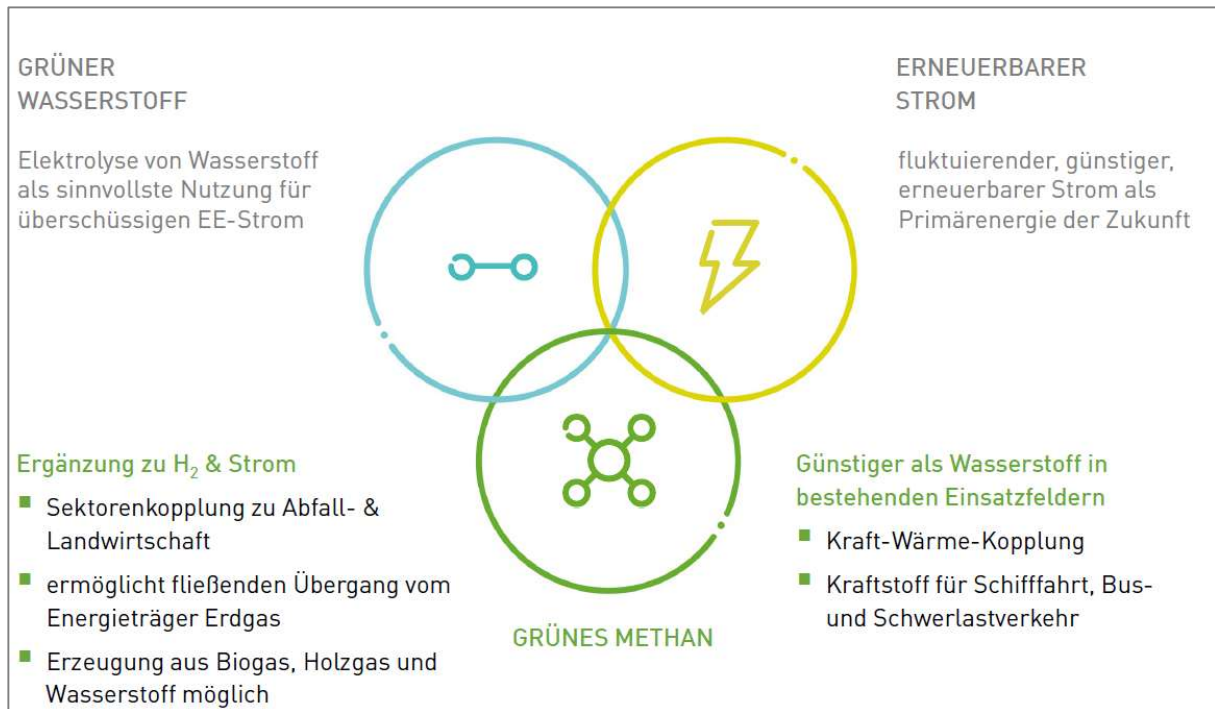 GRÜNER
WASSERSTOFF
Elektrolyse von Wasserstoff
als sinnvollste Nutzung für
überschüssigen EE-Strom
ERNEUERBARER
STROM
fluktuierender, günstiger,
erneuerbarer Strom als
Primärenergie der Zukunft
Ergänzung zu H₂ & Strom
■ Sektorenkopplung zu Abfall- &
Landwirtschaft
■ ermöglicht fließenden Übergang vom
Energieträger Erdgas
■ Erzeugung aus Biogas, Holzgas und
Wasserstoff möglich
GRÜNES METHAN
Günstiger als Wasserstoff in
bestehenden Einsatzfeldern
■ Kraft-Wärme-Kopplung
■ Kraftstoff für Schifffahrt, Bus-
und Schwerlastverkehr